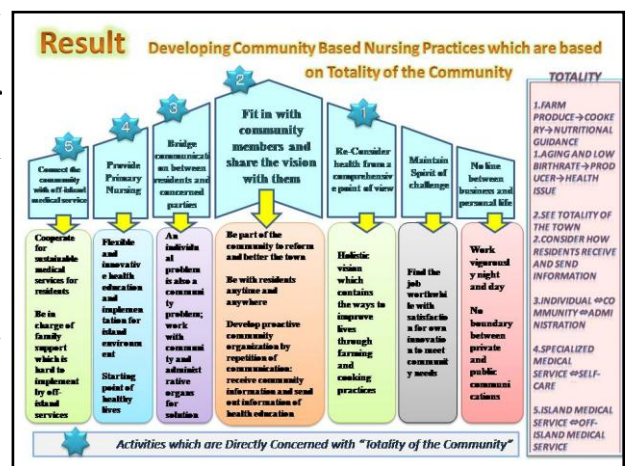 Result Developing Community Based Nursing Practices which are based
on Totality of the Community
5
Connect the
community
with off-island
medical service
4
Provide
Primary
Nursing
3
Bridge
communicati
on between
residents and
concerned
parties
2
Fit in with
community
members and
share the vision
with them
1
Re-Consider
health from a
comprehensive
point of view
Maintain
Spirit of
challenge
No line
between
business and
personal life
Cooperate
for
sustainable
medical
services for
residents
Be in
charge of
family
support
which is
hard to
implement
by off-
island
services
Flexible
and
innovativ
e health
education
and
implemen
tation for
island
environm
ent
Starting
point of
healthy
lives
An
individu
al
problem
is also a
communi
ty
problem;
work
with
communi
ty and
administr
ative
organs
for
solution
Be part of the
community to reform
and better the town
Be with residents
anytime and
anywhere
Develop proactive
community
organization by
repetition of
communication:
receive community
information and send
out information of
health education
Holistic
vision
which
contains
the ways to
improve
lives
through
farming
and
cooking
practices
Find the
job
worthwhi
le with
satisfactio
n for own
innovatio
n to meet
communi
ty needs
Work
vigorousl
y night
and day
No
boundary
between
private
and
public
communi
cations
TOTALITY
1.FARM
PRODUCE→COOKE
RY→NUTRITIONAL
GUIDANCE
1.AGING AND LOW
BIRTHRATE→PROD
UCER→HEALTH
ISSUE
2.SEE TOTALITY OF
THE TOWN
2.CONSIDER HOW
RESIDENTS RECEIVE
AND SEND
INFORMATION
3.INDIVIDUAL⇔CO
MMUNITY⇔ADMI
NISTRATION
4.SPECIALIZED
MEDICAL
SERVICE ⇔SELF-
CARE
5.ISLAND MEDICAL
SERVICE ⇔OFF-
ISLAND MEDICAL
SERVICE
Activities which are Directly Concerned with "Totality of the Community"